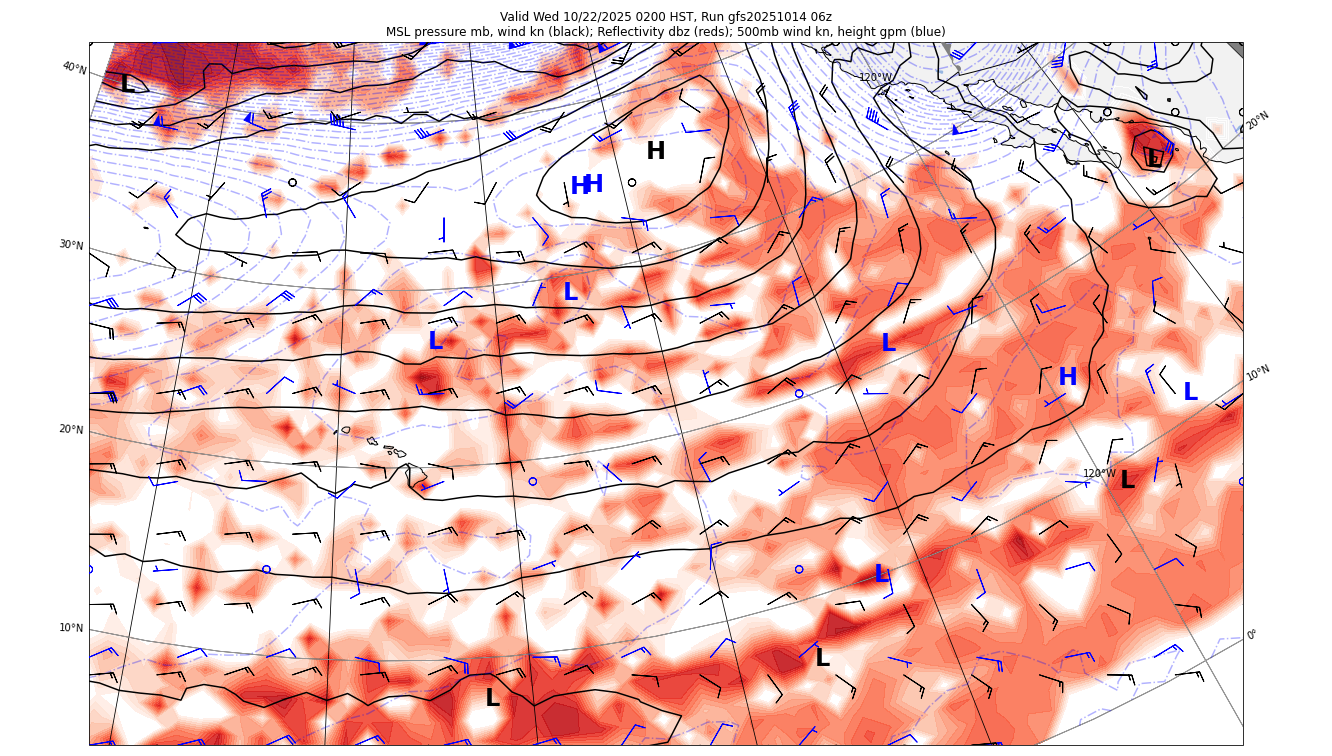 Valid Wed 10/22/2025 0200 HST, Run gfs20251014 06z
MSL pressure mb, wind kn (black); Reflectivity dbz (reds); 500mb wind kn, height gpm (blue)
40°N
L
120°W
20°N
H
L
HH
30°N
L
L
L
10°N
H
L
20°N
120°W
L
L
10°N
0°
L
L